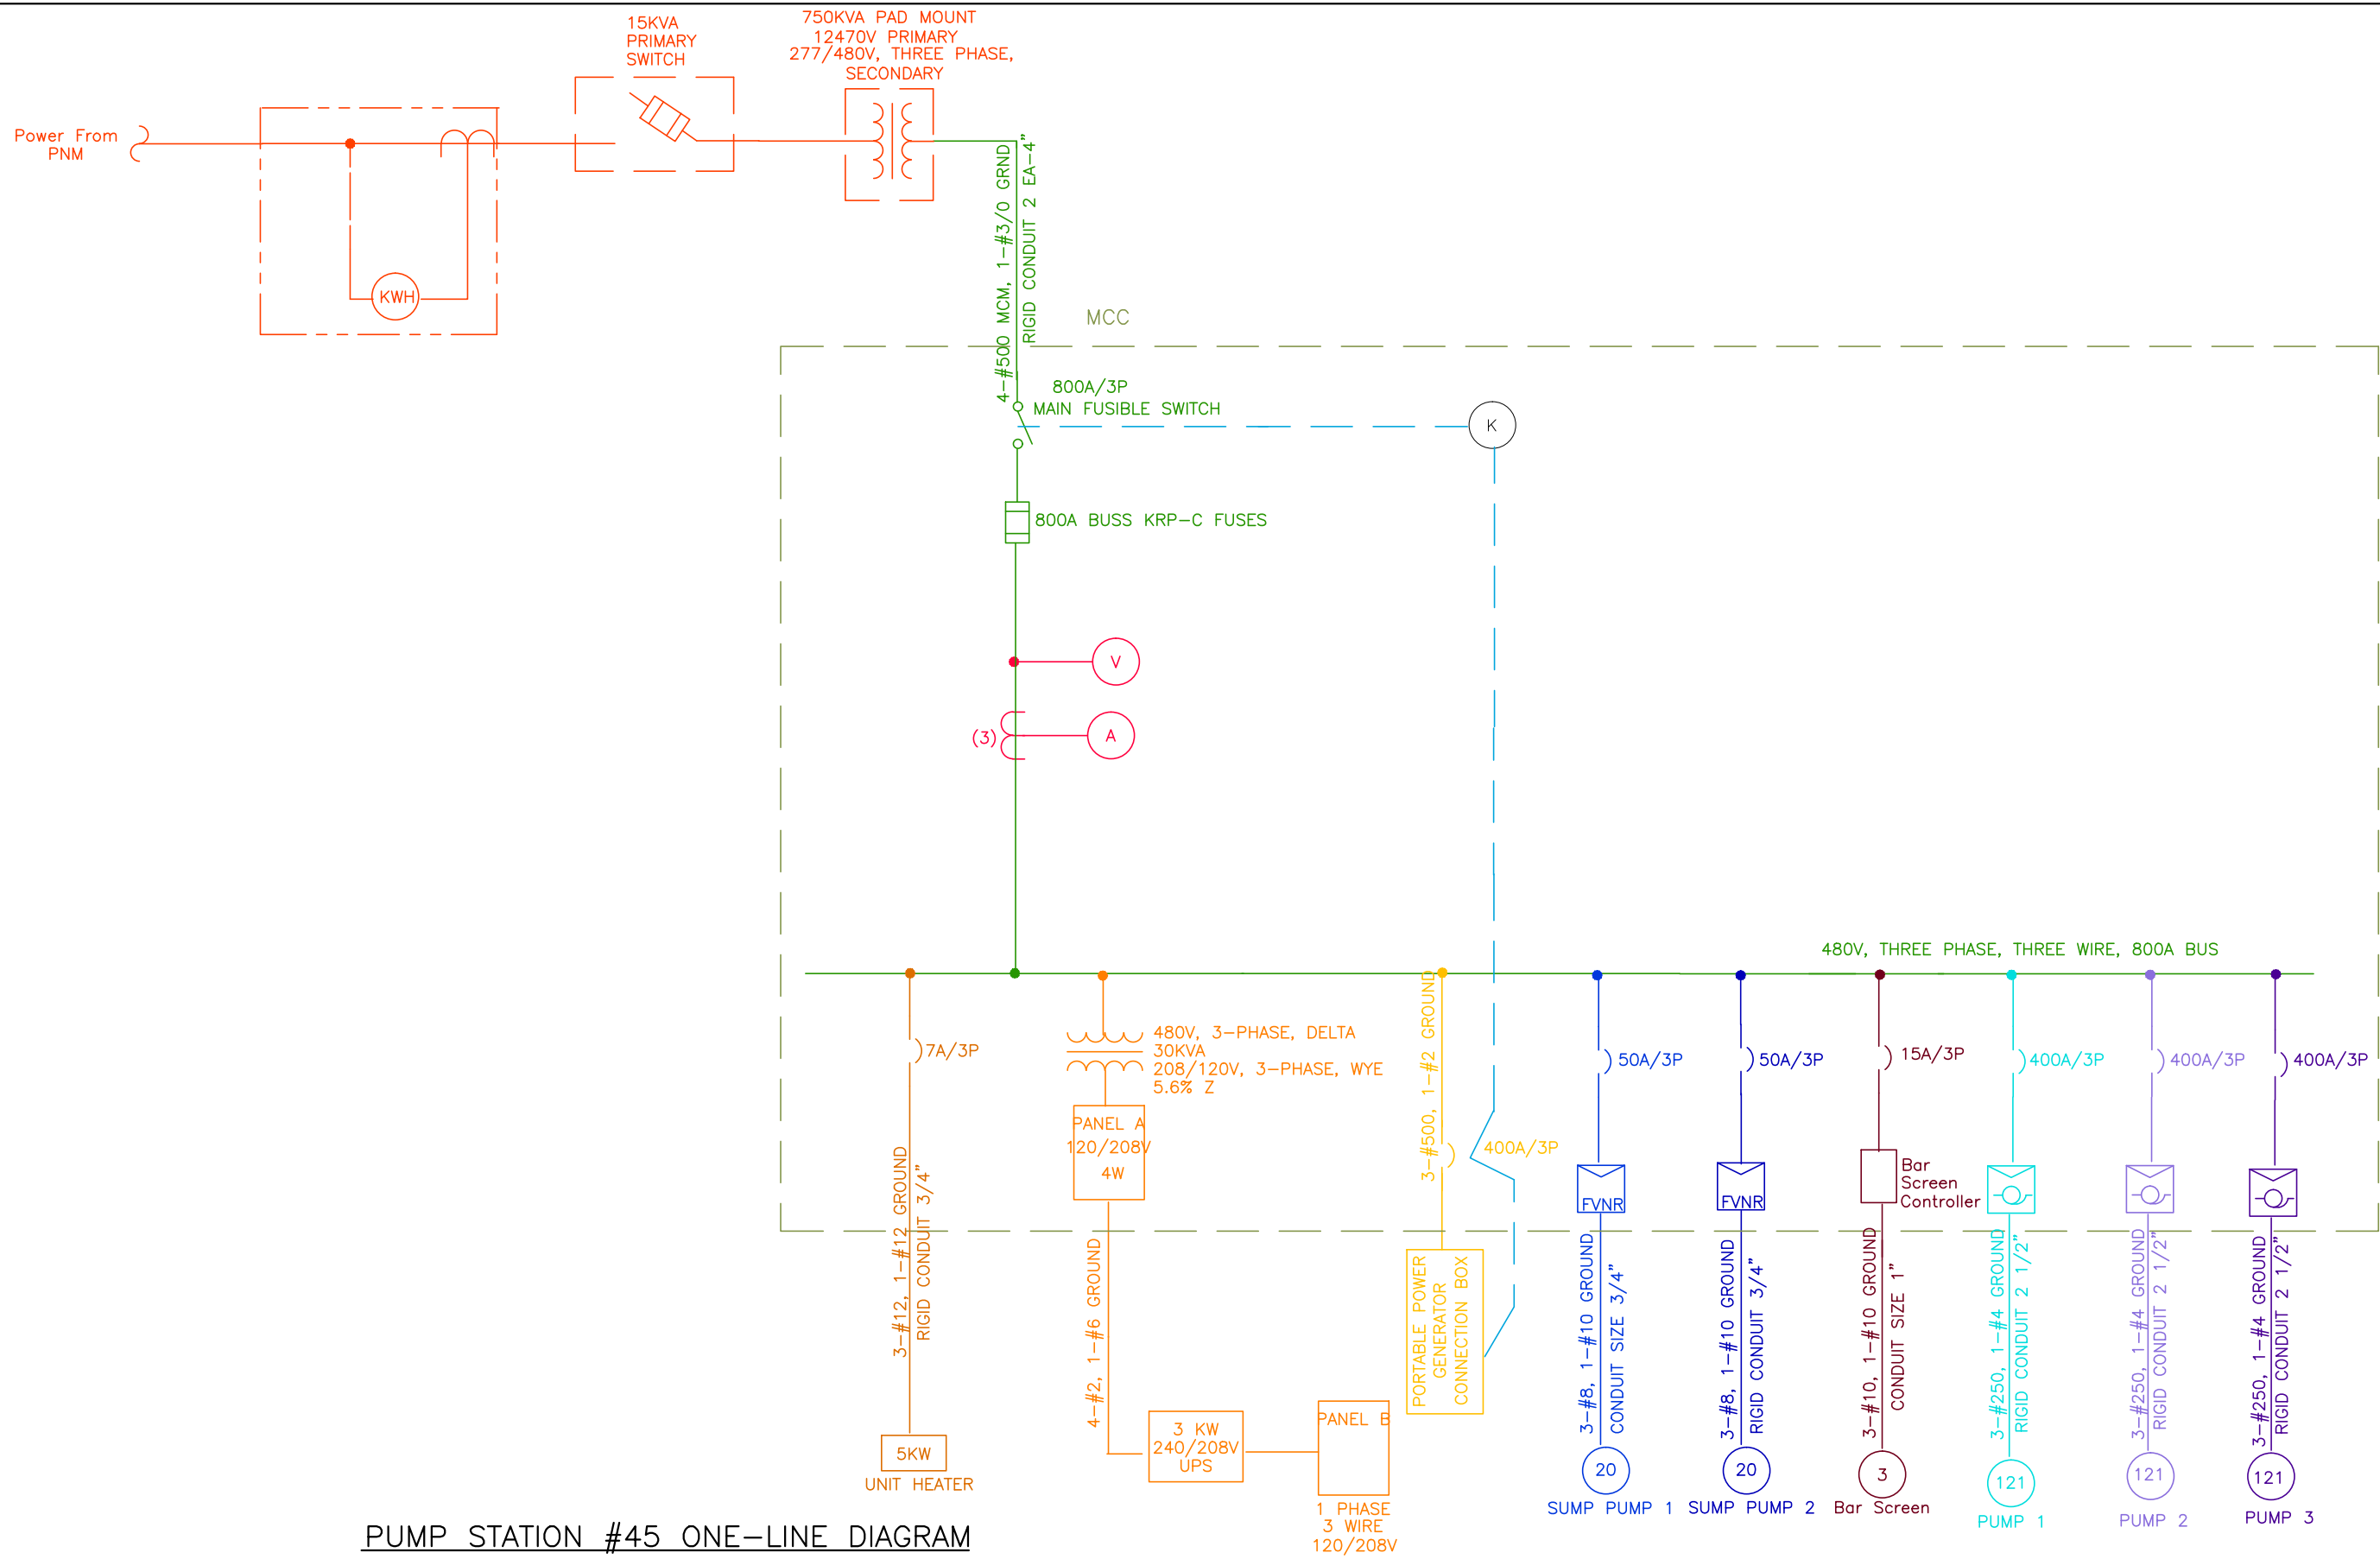 15KVA
PRIMARY
SWITCH
750KVA PAD MOUNT
12470V PRIMARY
277/480V, THREE PHASE,
SECONDARY
Power From
PNM
KWH
4-#500 MCM, 1-#3/0 GRND
RIGID CONDUIT 2 EA-4"
MCC
800A/3P
MAIN FUSIBLE SWITCH
K
800A BUSS KRP-C FUSES
V
(3)
A
480V, THREE PHASE, THREE WIRE, 800A BUS
7A/3P
3-#12, 1-#12 GROUND
RIGID CONDUIT 3/4"
5KW
UNIT HEATER
480V, 3-PHASE, DELTA
30KVA
208/120V, 3-PHASE, WYE
5.6% Z
PANEL A
120/208V
4W
4-#2, 1-#6 GROUND
3 KW
240/208V
UPS
PANEL B
1 PHASE
3 WIRE
120/208V
3-#500, 1-#2 GROUND
400A/3P
PORTABLE POWER
GENERATOR
CONNECTION BOX
50A/3P
FVNR
3-#8, 1-#10 GROUND
CONDUIT SIZE 3/4"
20
SUMP PUMP 1
50A/3P
FVNR
3-#8, 1-#10 GROUND
RIGID CONDUIT 3/4"
20
SUMP PUMP 2
15A/3P
Bar
Screen
Controller
3-#10, 1-#10 GROUND
CONDUIT SIZE 1"
3
Bar Screen
400A/3P
3-#250, 1-#4 GROUND
RIGID CONDUIT 2 1/2"
121
PUMP 1
400A/3P
3-#250, 1-#4 GROUND
RIGID CONDUIT 2 1/2"
121
PUMP 2
400A/3P
3-#250, 1-#4 GROUND
RIGID CONDUIT 2 1/2"
121
PUMP 3
PUMP STATION #45 ONE-LINE DIAGRAM